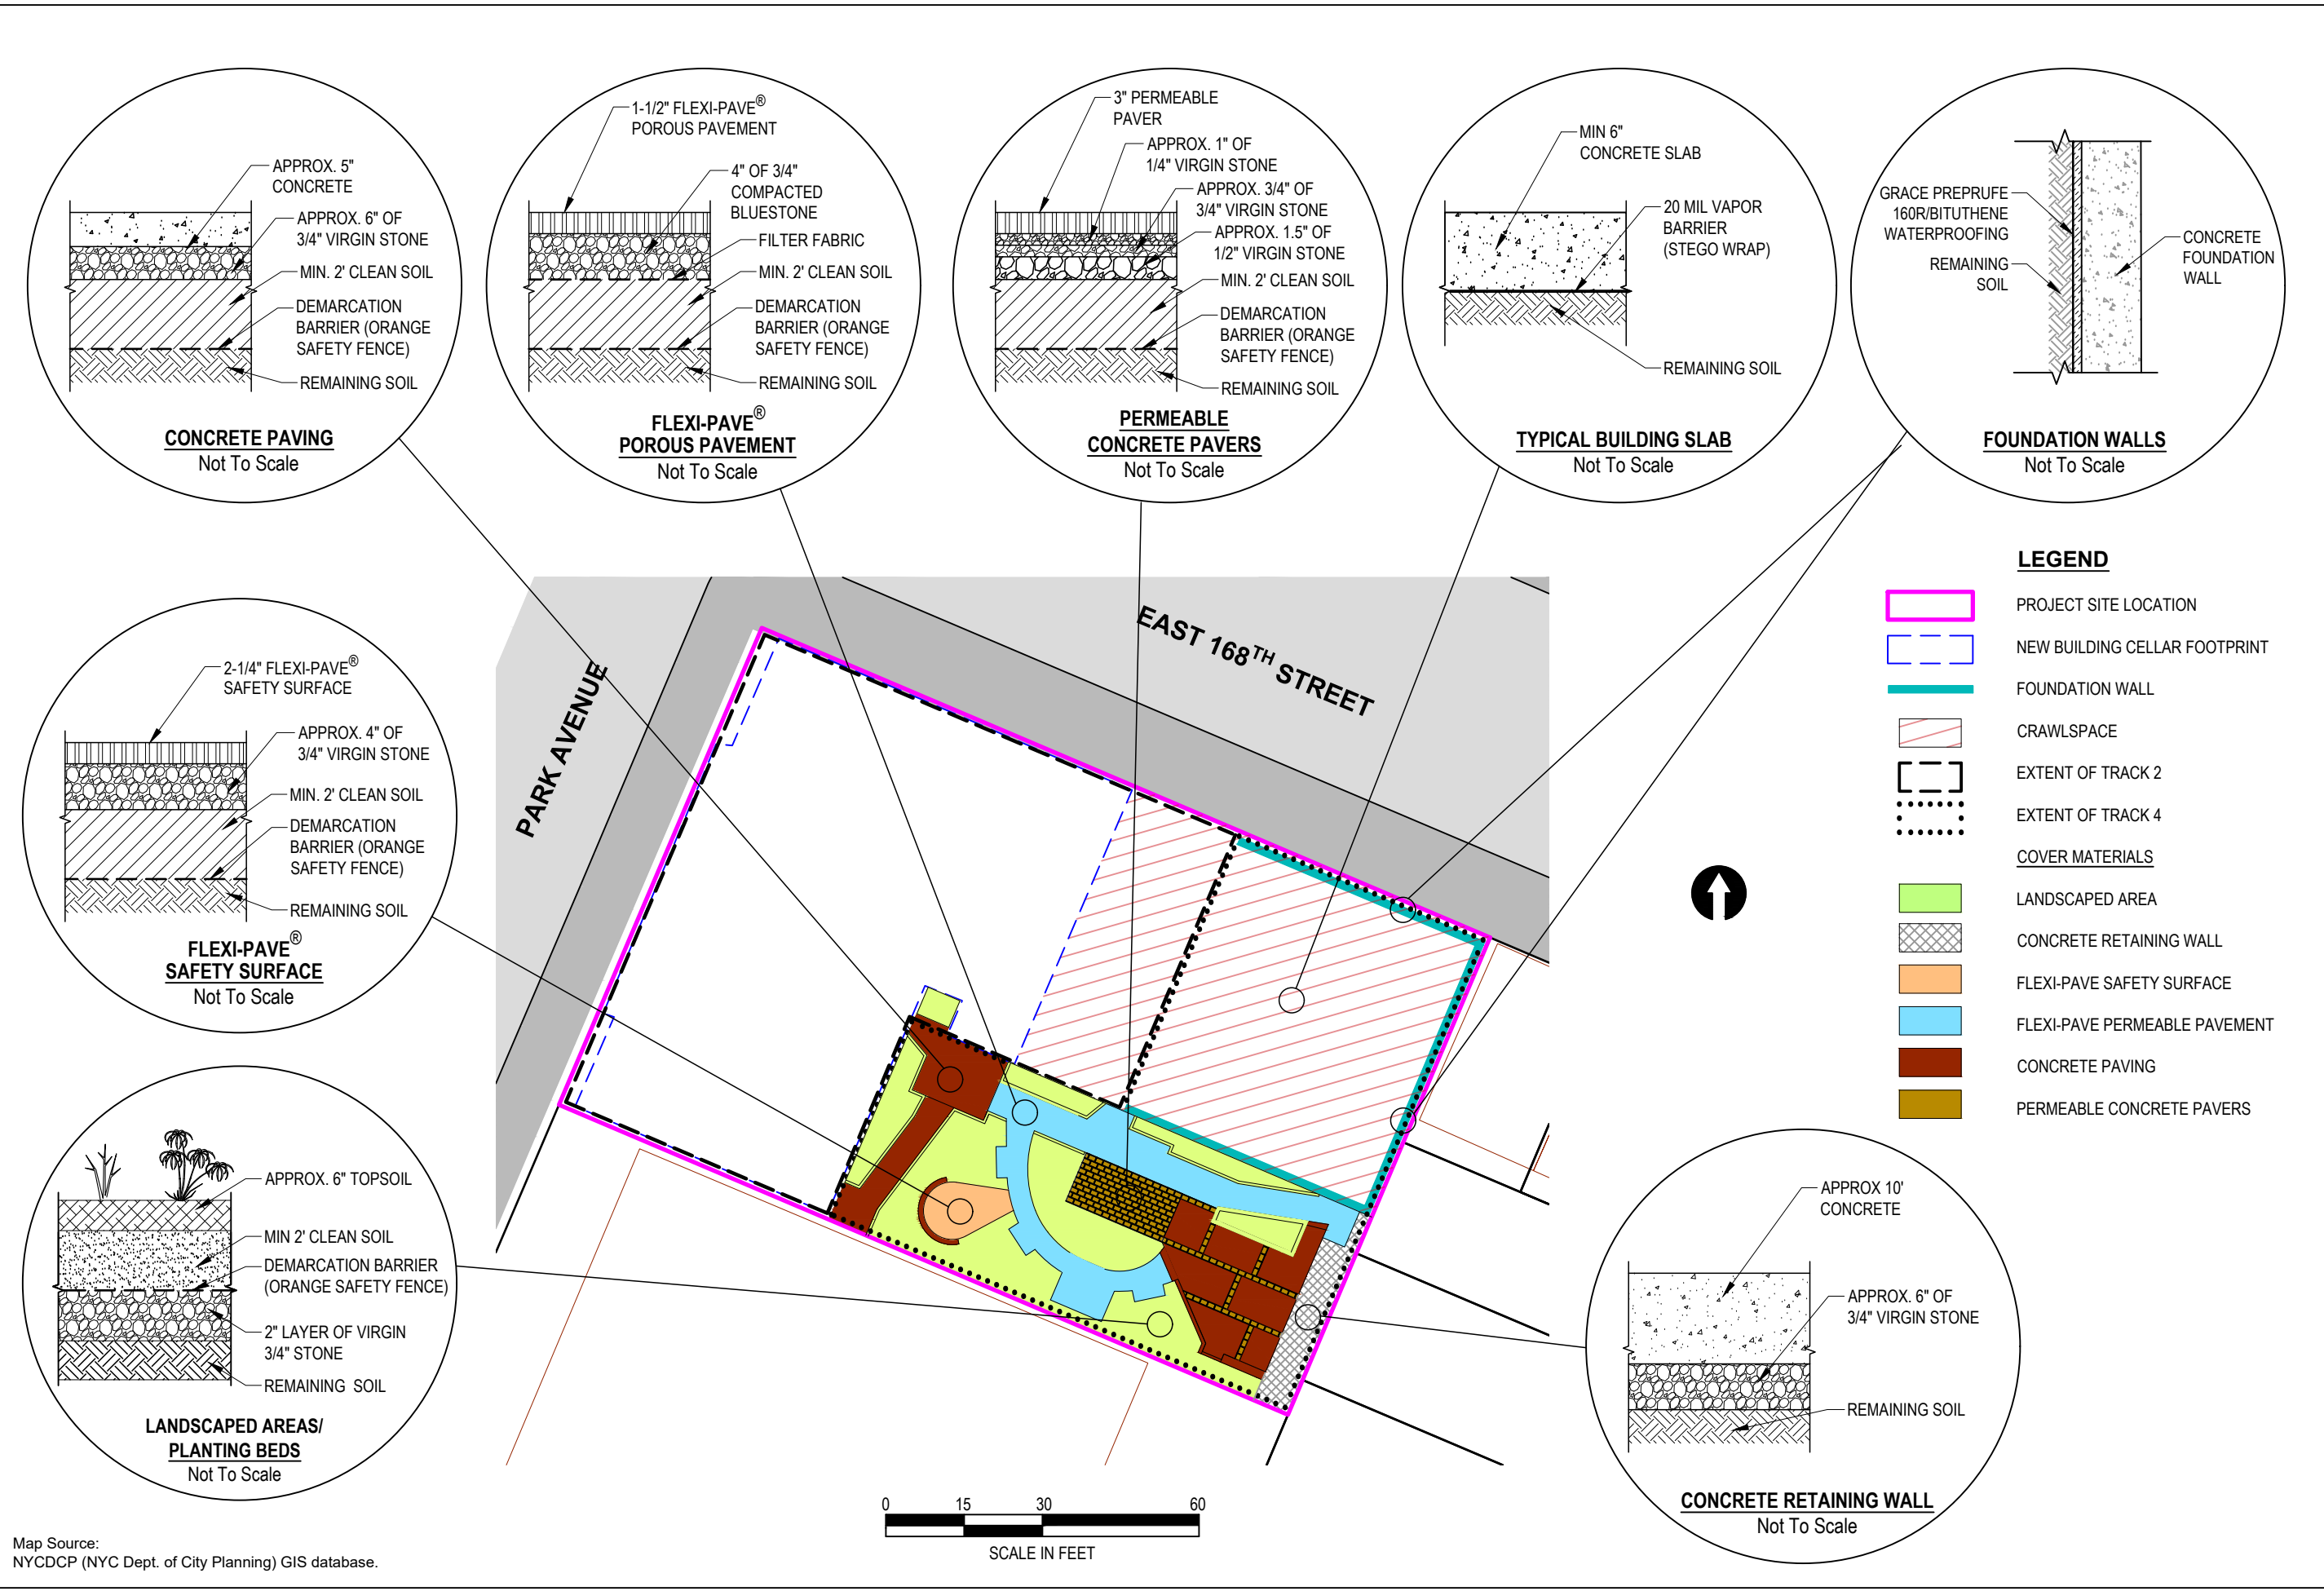 APPROX. 5"
CONCRETE
APPROX. 6" OF
3/4" VIRGIN STONE
MIN. 2' CLEAN SOIL
DEMARCATION
BARRIER (ORANGE
SAFETY FENCE)
REMAINING SOIL
CONCRETE PAVING
Not To Scale
1-1/2" FLEXI-PAVE®
POROUS PAVEMENT
4" OF 3/4"
COMPACTED
BLUESTONE
FILTER FABRIC
MIN. 2' CLEAN SOIL
DEMARCATION
BARRIER (ORANGE
SAFETY FENCE)
REMAINING SOIL
FLEXI-PAVE®
POROUS PAVEMENT
Not To Scale
3" PERMEABLE
PAVER
APPROX. 1" OF
1/4" VIRGIN STONE
APPROX. 3/4" OF
3/4" VIRGIN STONE
APPROX. 1.5" OF
1/2" VIRGIN STONE
MIN. 2' CLEAN SOIL
DEMARCATION
BARRIER (ORANGE
SAFETY FENCE)
REMAINING SOIL
PERMEABLE
CONCRETE PAVERS
Not To Scale
MIN 6"
CONCRETE SLAB
20 MIL VAPOR
BARRIER
(STEGO WRAP)
REMAINING SOIL
TYPICAL BUILDING SLAB
Not To Scale
GRACE PREPRUFE
160R/BITUTHENE
WATERPROOFING
REMAINING
SOIL
CONCRETE
FOUNDATION
WALL
FOUNDATION WALLS
Not To Scale
2-1/4" FLEXI-PAVE®
SAFETY SURFACE
APPROX. 4" OF
3/4" VIRGIN STONE
MIN. 2' CLEAN SOIL
DEMARCATION
BARRIER (ORANGE
SAFETY FENCE)
REMAINING SOIL
FLEXI-PAVE®
SAFETY SURFACE
Not To Scale
PARK AVENUE
EAST 168TH STREET
LEGEND
PROJECT SITE LOCATION
NEW BUILDING CELLAR FOOTPRINT
FOUNDATION WALL
CRAWLSPACE
EXTENT OF TRACK 2
EXTENT OF TRACK 4
COVER MATERIALS
LANDSCAPED AREA
CONCRETE RETAINING WALL
FLEXI-PAVE SAFETY SURFACE
FLEXI-PAVE PERMEABLE PAVEMENT
CONCRETE PAVING
PERMEABLE CONCRETE PAVERS
APPROX. 6" TOPSOIL
MIN 2' CLEAN SOIL
DEMARCATION BARRIER
(ORANGE SAFETY FENCE)
2" LAYER OF VIRGIN
3/4" STONE
REMAINING SOIL
LANDSCAPED AREAS/
PLANTING BEDS
Not To Scale
APPROX 10'
CONCRETE
APPROX. 6" OF
3/4" VIRGIN STONE
REMAINING SOIL
CONCRETE RETAINING WALL
Not To Scale
0 15 30 60
SCALE IN FEET
Map Source:
NYCDCP (NYC Dept. of City Planning) GIS database.